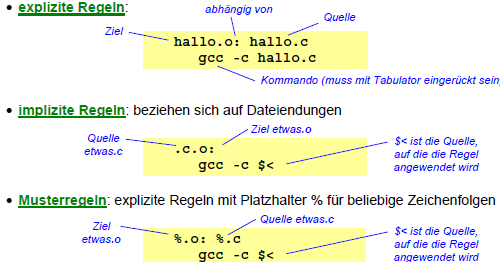 • explizite Regeln:
abhängig von
Ziel
Quelle
hallo.o: hallo.c
gcc -c hallo.c
Kommando (muss mit Tabulator eingerückt sein
• implizite Regeln: beziehen sich auf Dateiendungen
Quelle
etwas.c
Ziel etwas.o
.c.o:
gcc -c $<
$< ist die Quelle,
auf die die Regel
angewendet wird
• Musterregeln: explizite Regeln mit Platzhalter % für beliebige Zeichenfolgen
Ziel
etwas.o
Quelle etwas.c
%.o: %.c
gcc -c $<
$< ist die Quelle,
auf die die Regel
angewendet wird